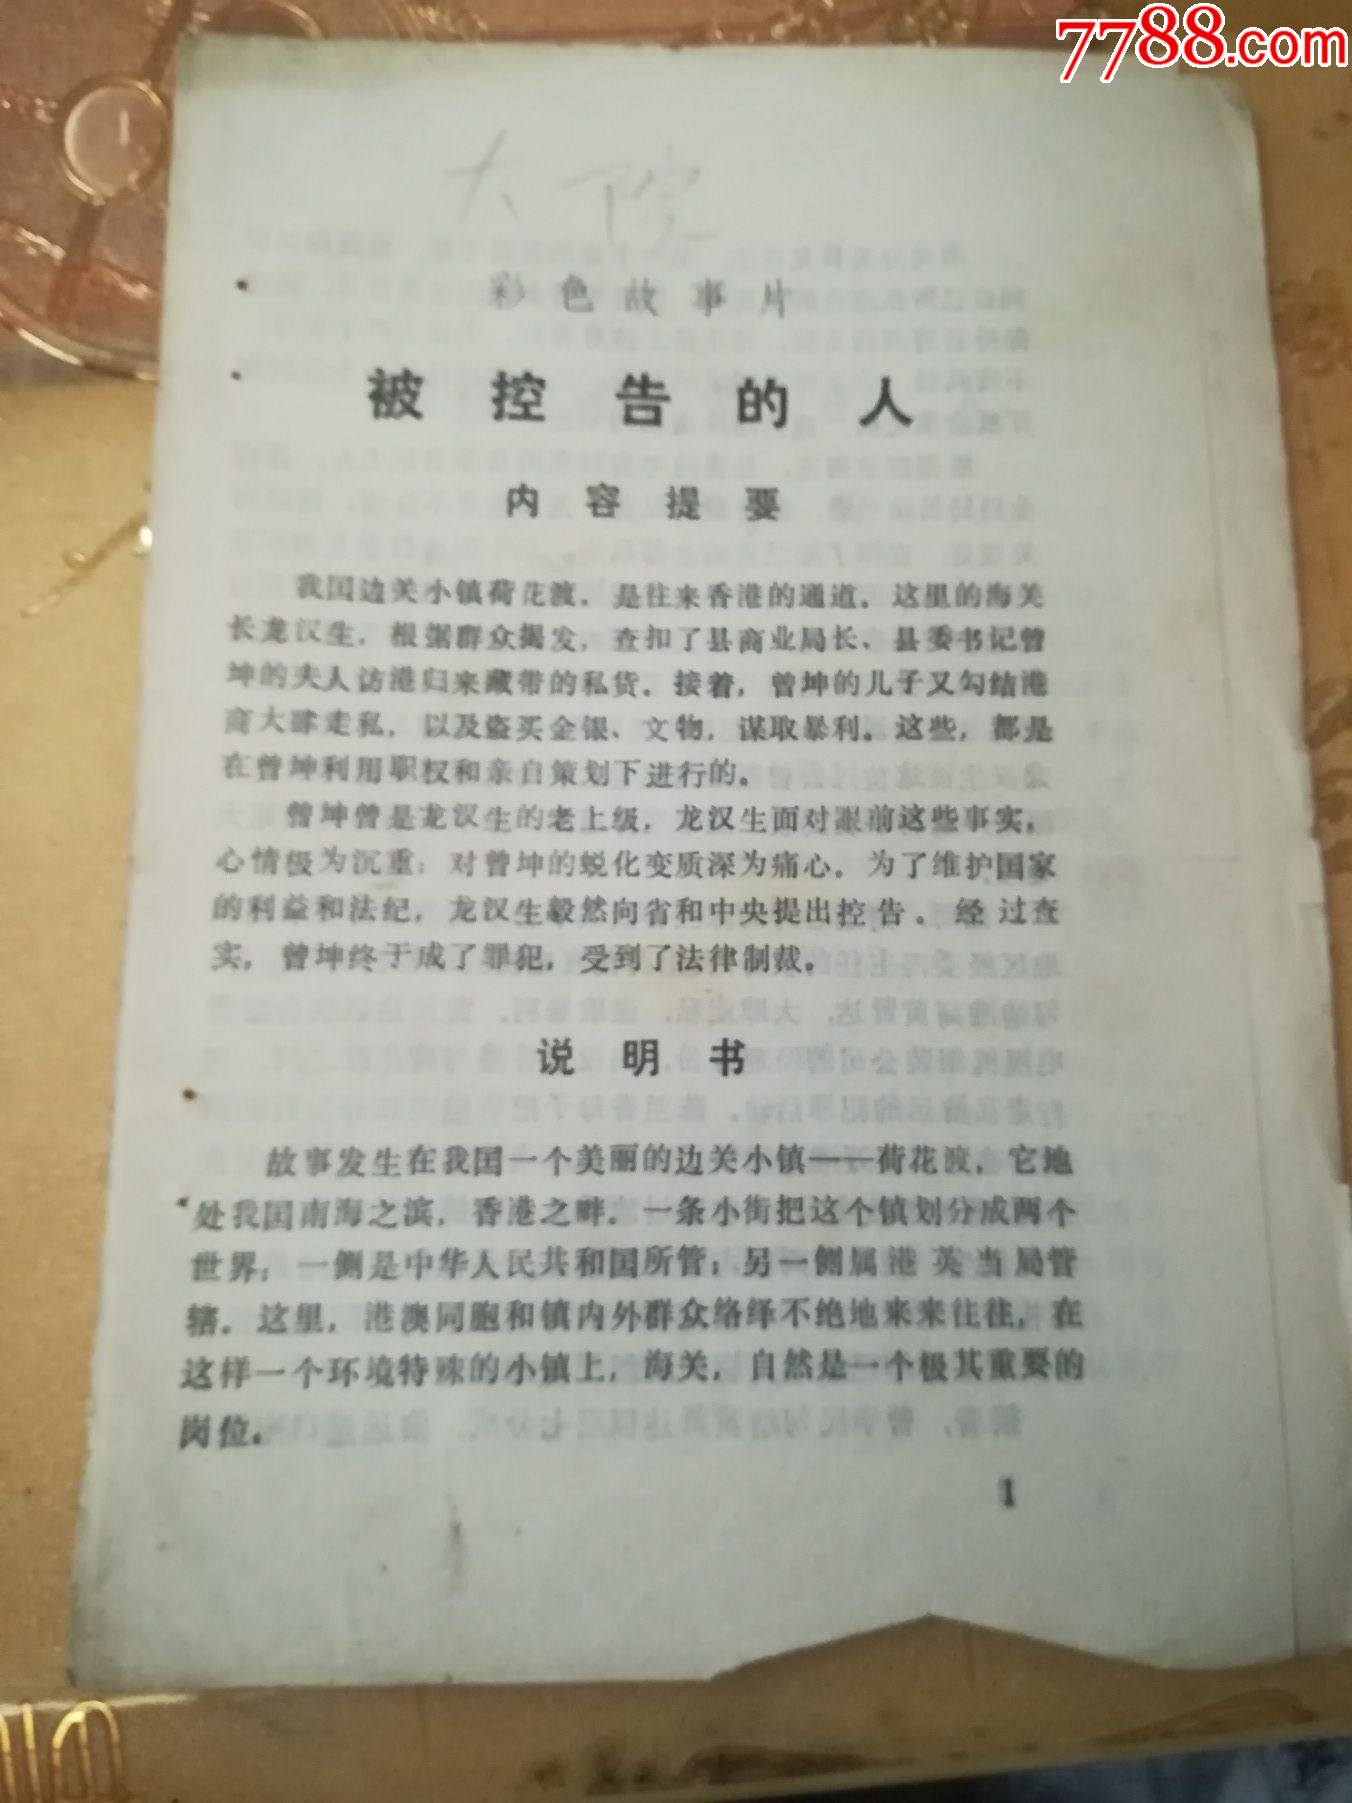 7788.com
大院
彩色故事片
被控告的人
内容提要
我国边关小镇荷花渡，是往来香港的通道。这里的海关
长龙汉生，根据群众揭发，查扣了县商业局长、县委书记曾
坤的夫人访港归来藏带的私货。接着，曾坤的儿子又勾结港
商大肆走私，以及盗买金银、文物，谋取暴利。这些，都是
在曾坤利用职权和亲自策划下进行的。
曾坤曾是龙汉生的老上级，龙汉生面对眼前这些事实，
心情极为沉重；对曾坤的蜕化变质深为痛心。为了维护国家
的利益和法纪，龙汉生毅然向省和中央提出控告。经过查
实，曾坤终于成了罪犯，受到了法律制裁。
说明书
故事发生在我国一个美丽的边关小镇——荷花渡，它地
处我国南海之滨，香港之畔。一条小街把这个镇划分成两个
世界；一侧是中华人民共和国所管；另一侧属港英当局管
辖。这里，港澳同胞和镇内外群众络绎不绝地来来往往，在
这样一个环境特殊的小镇上，海关，自然是一个极其重要的
岗位。
1